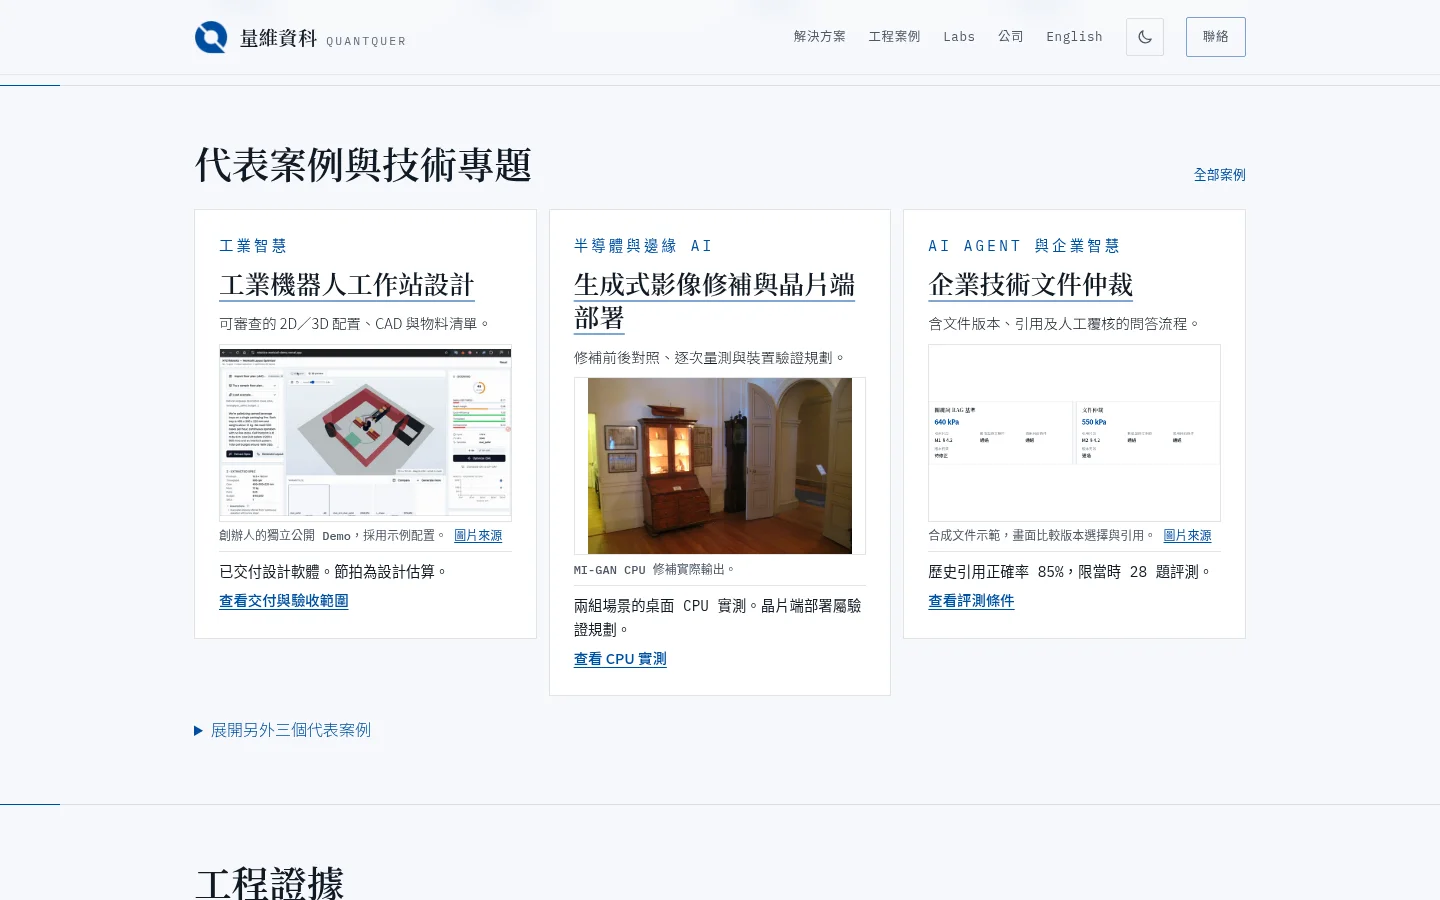 量維資科 QUANTQUER
解決方案 工程案例 Labs 公司 English 聯絡
代表案例與技術專題
全部案例
工業智慧
工業機器人工作站設計
可審查的 2D／3D 配置、CAD 與物料清單。
創辦人的獨立公開 Demo，採用示例配置。 圖片來源
已交付設計軟體。節拍為設計估算。
查看交付與驗收範圍
半導體與邊緣 AI
生成式影像修補與晶片端
部署
修補前後對照、逐次量測與裝置驗證規劃。
MI-GAN CPU 修補實際輸出。
兩組場景的桌面 CPU 實測。晶片端部署屬驗
證規劃。
查看 CPU 實測
AI AGENT 與企業智慧
企業技術文件仲裁
含文件版本、引用及人工覆核的問答流程。
640 kPa
文件仲裁
550 kPa
合成文件示範，畫面比較版本選擇與引用。 圖片來源
歷史引用正確率 85%，限當時 28 題評測。
查看評測條件
展開另外三個代表案例
工程證據